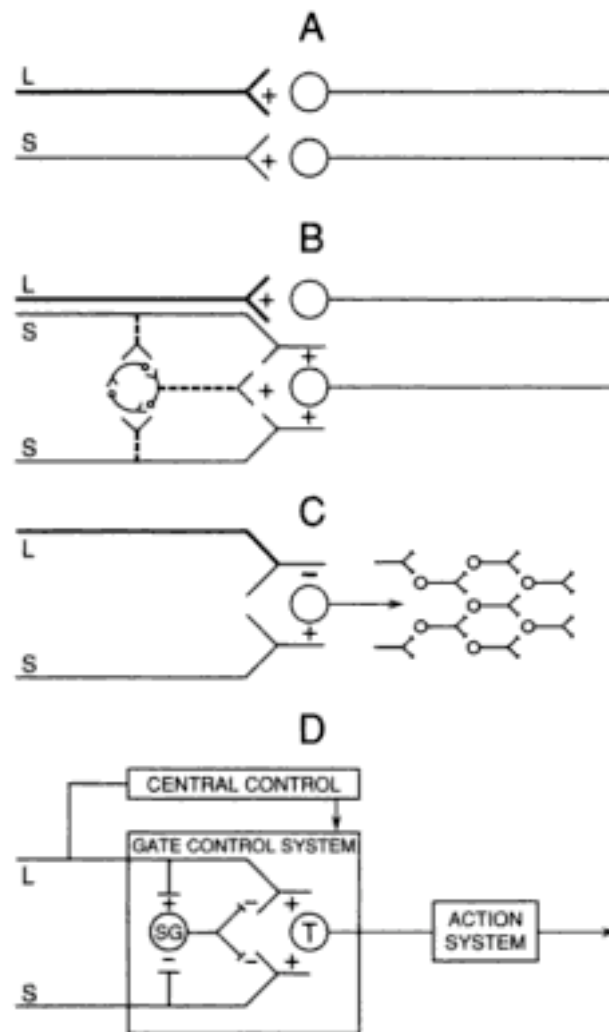 A
L
+
S
+
B
L
+
S
+
+
+
S
C
L
-
+
S
D
CENTRAL CONTROL
GATE CONTROL SYSTEM
L
+
-
+
SG
T
ACTION
SYSTEM
-
-
+
S